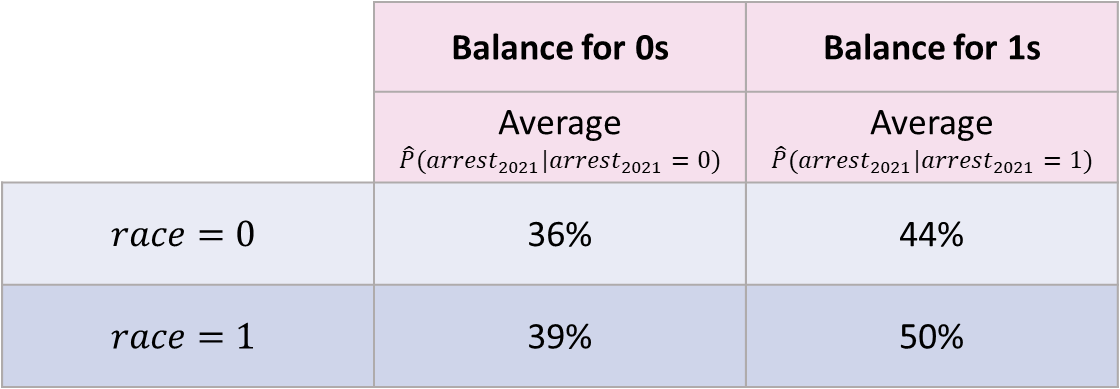 Balance for 0s Balance for 1s
Average Average
P̂(arrest₂₀₂₁|arrest₂₀₂₁ = 0) P̂(arrest₂₀₂₁|arrest₂₀₂₁ = 1)
race = 0 36% 44%
race = 1 39% 50%